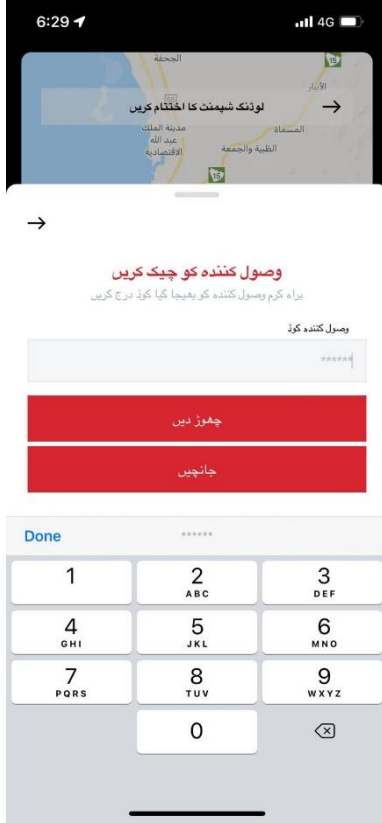 6:29
4G
الجحفة
15
الأبيار
لوڈنگ شپمنٹ کا اختتام کریں
مدينة الملك
عبد الله
الاقتصادية
المسماة
الظبية والجمعة
15
وصول کنندہ کو چیک کریں
براہ کرم وصول کنندہ کو بھیجا گیا کوڈ درج کریں
وصول کنندہ کوڈ
******
چھوڑ دیں
جانچیں
Done
******
1
2
ABC
3
DEF
4
GHI
5
JKL
6
MNO
7
PQRS
8
TUV
9
WXYZ
0